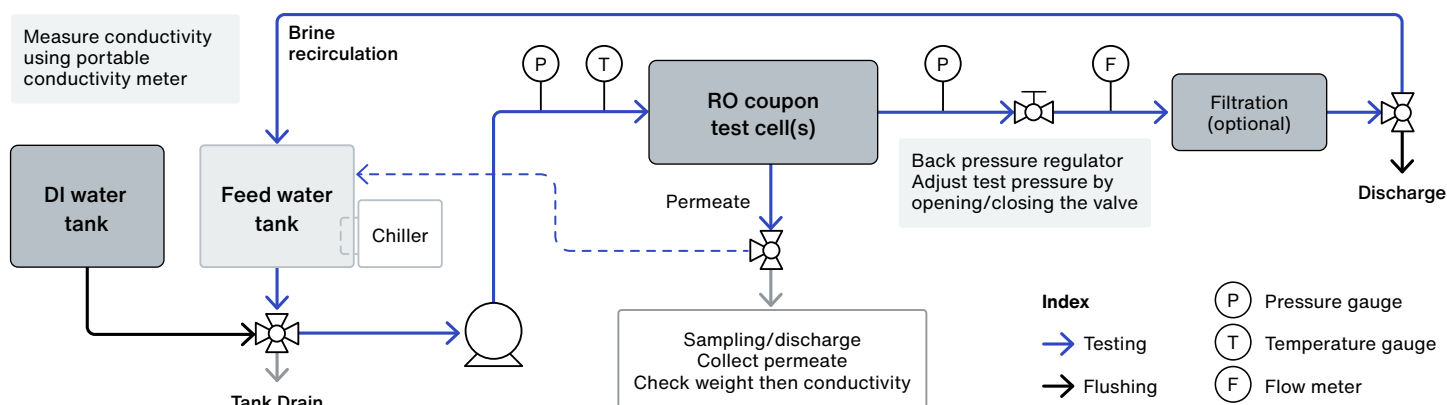 Measure conductivity
using portable
conductivity meter
Brine
recirculation
P
T
RO coupon
test cell(s)
P
F
Filtration
(optional)
DI water
tank
Feed water
tank
Chiller
Permeate
Back pressure regulator
Adjust test pressure by
opening/closing the valve
Discharge
Sampling/discharge
Collect permeate
Check weight then conductivity
Tank Drain
Index
Testing
Flushing
P Pressure gauge
T Temperature gauge
F Flow meter